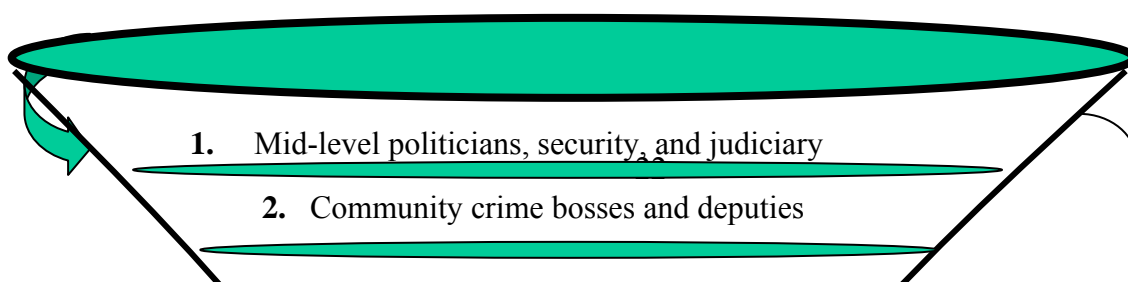 1. Mid-level politicians, security, and judiciary
2. Community crime bosses and deputies